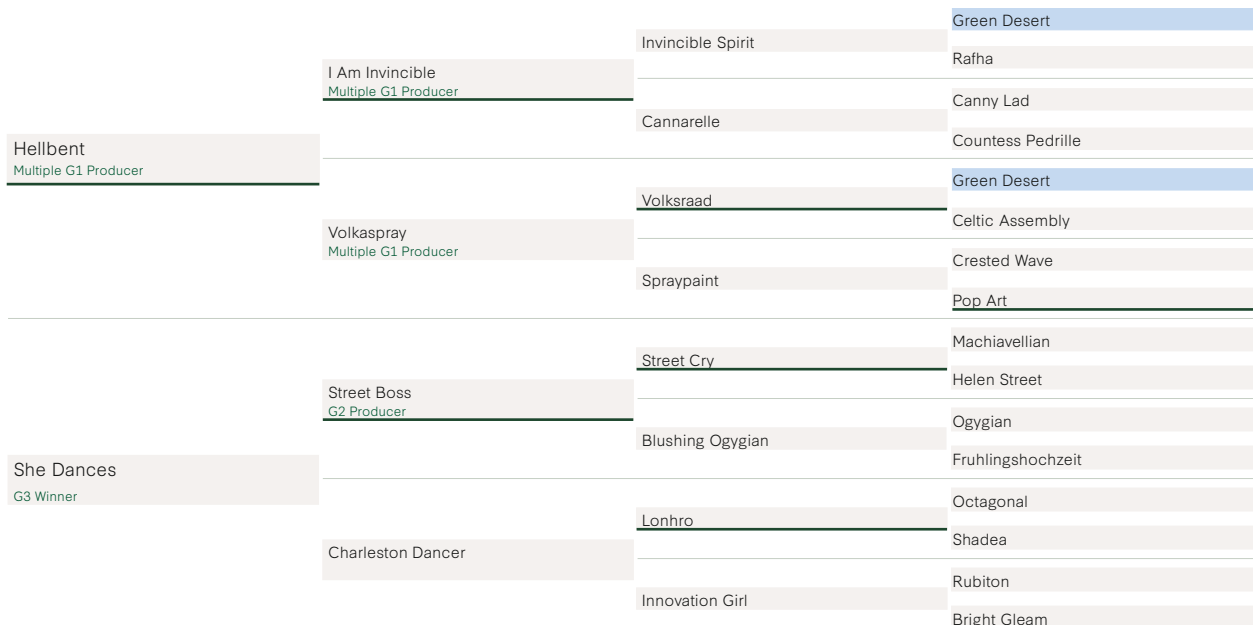 Green Desert
Invincible Spirit
Rafha
I Am Invincible
Multiple G1 Producer
Canny Lad
Cannarelle
Countess Pedrille
Hellbent
Multiple G1 Producer
Green Desert
Volksraad
Celtic Assembly
Volkaspray
Multiple G1 Producer
Crested Wave
Spraypaint
Pop Art
Machiavellian
Street Cry
Helen Street
Street Boss
G2 Producer
Ogygian
Blushing Ogygian
Fruhlingshochzeit
She Dances
G3 Winner
Octagonal
Lonhro
Shadea
Charleston Dancer
Rubiton
Innovation Girl
Bright Gleam